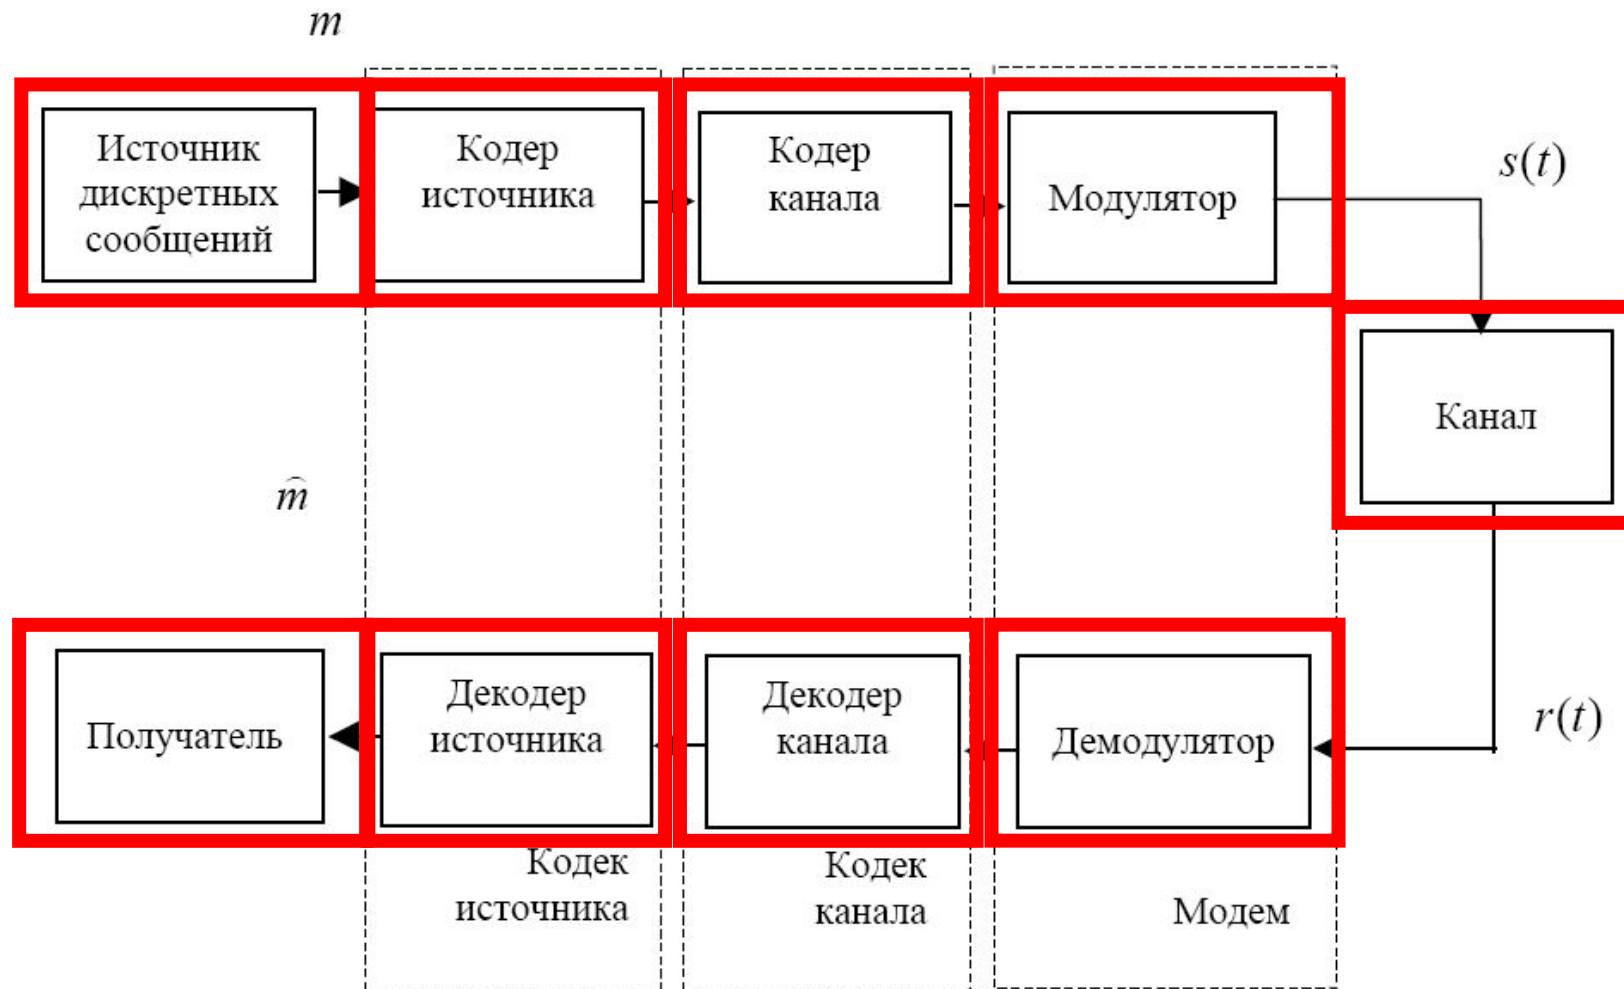 m
Источник
дискретных
сообщений
Кодер
источника
Кодер
канала
Модулятор
s(t)
Канал
m̂
Получатель
Декодер
источника
Декодер
канала
Демодулятор
r(t)
Кодек
источника
Кодек
канала
Модем